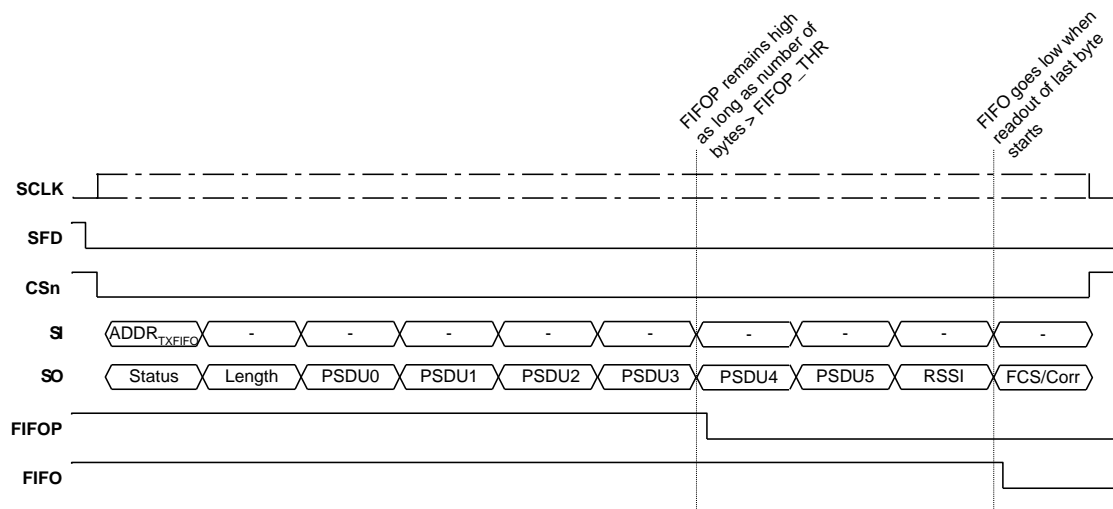 FIFOP remains high
as long as number of
bytes > FIFOP_THR
FIFO goes low when
readout of last byte
starts
SCLK
SFD
CSn
SI ADDRTXFIFO - - - - - - - - -
SO Status Length PSDU0 PSDU1 PSDU2 PSDU3 PSDU4 PSDU5 RSSI FCS/Corr
FIFOP
FIFO